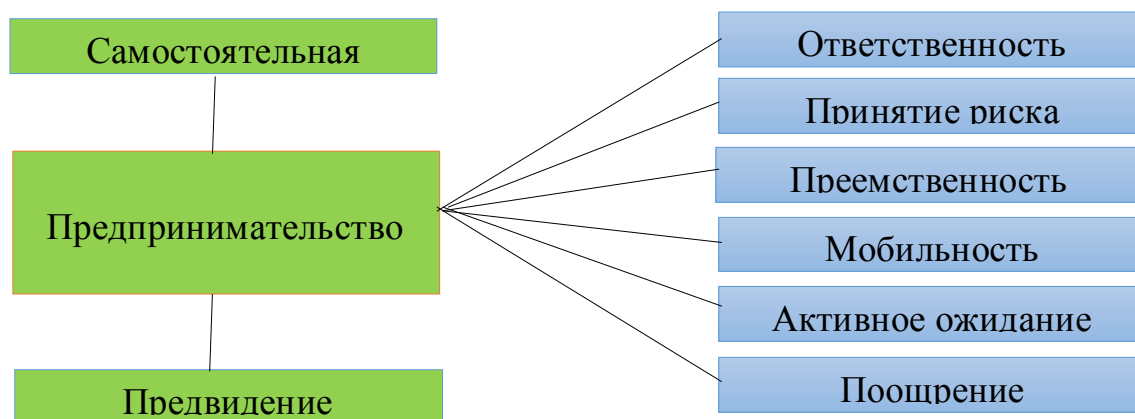 Самостоятельная
Предпринимательство
Предвидение
Ответственность
Принятие риска
Преемственность
Мобильность
Активное ожидание
Поощрение